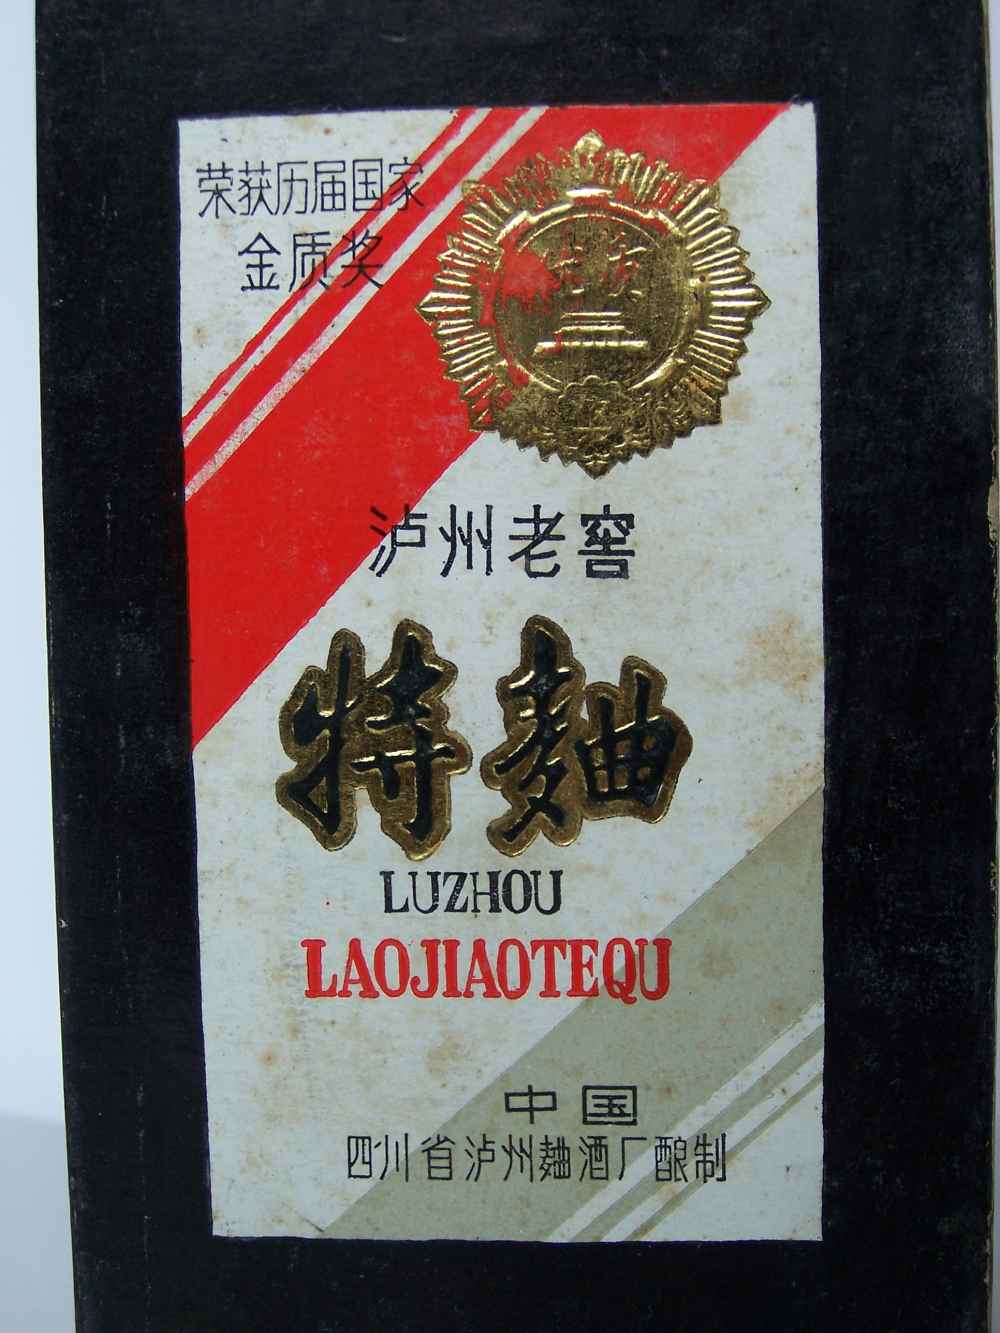 荣获历届国家
金质奖
泸州老窖
特麯
LUZHOU
LAOJIAOTEQU
中国
四川省泸州麯酒厂酿制